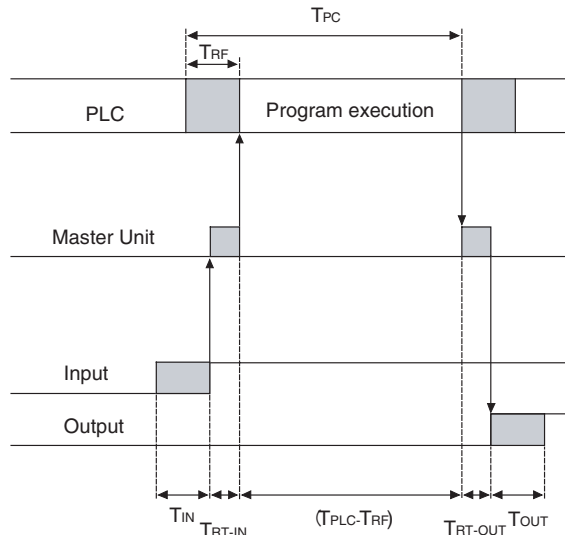 TPC
TRF
PLC
Program execution
Master Unit
Input
Output
TIN
TRT-IN
(TPLC-TRF)
TRT-OUT
TOUT